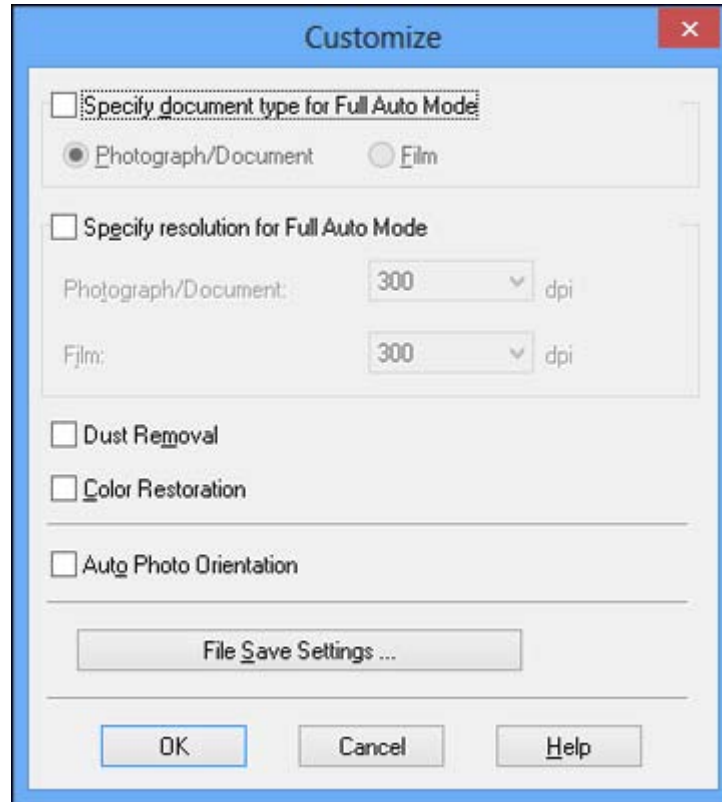 Customize
Specify document type for Full Auto Mode
Photograph/Document Film
Specify resolution for Full Auto Mode
Photograph/Document: 300 dpi
Film: 300 dpi
Dust Removal
Color Restoration
Auto Photo Orientation
File Save Settings ...
OK Cancel Help